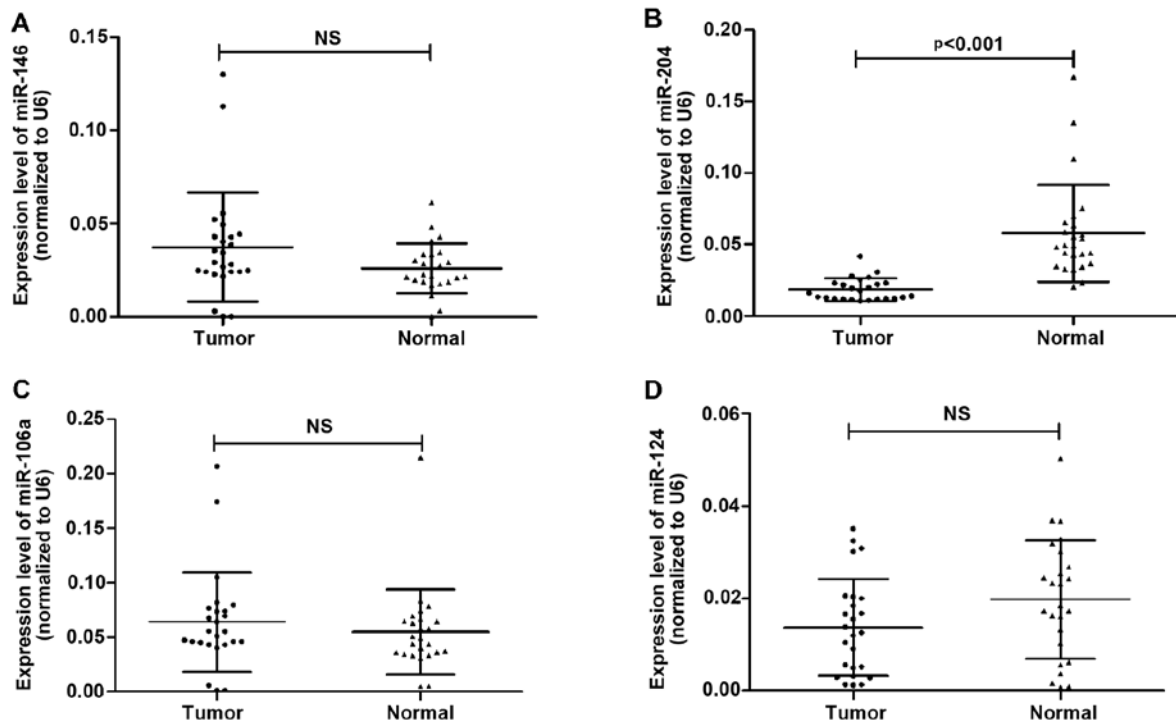 A
Expression level of miR-146
(normalized to U6)
0.15
0.10
0.05
0.00
NS
Tumor
Normal
B
Expression level of miR-204
(normalized to U6)
0.20
0.15
0.10
0.05
0.00
p<0.001
Tumor
Normal
C
Expression level of miR-106a
(normalized to U6)
0.25
0.20
0.15
0.10
0.05
0.00
NS
Tumor
Normal
D
Expression level of miR-124
(normalized to U6)
0.06
0.04
0.02
0.00
NS
Tumor
Normal